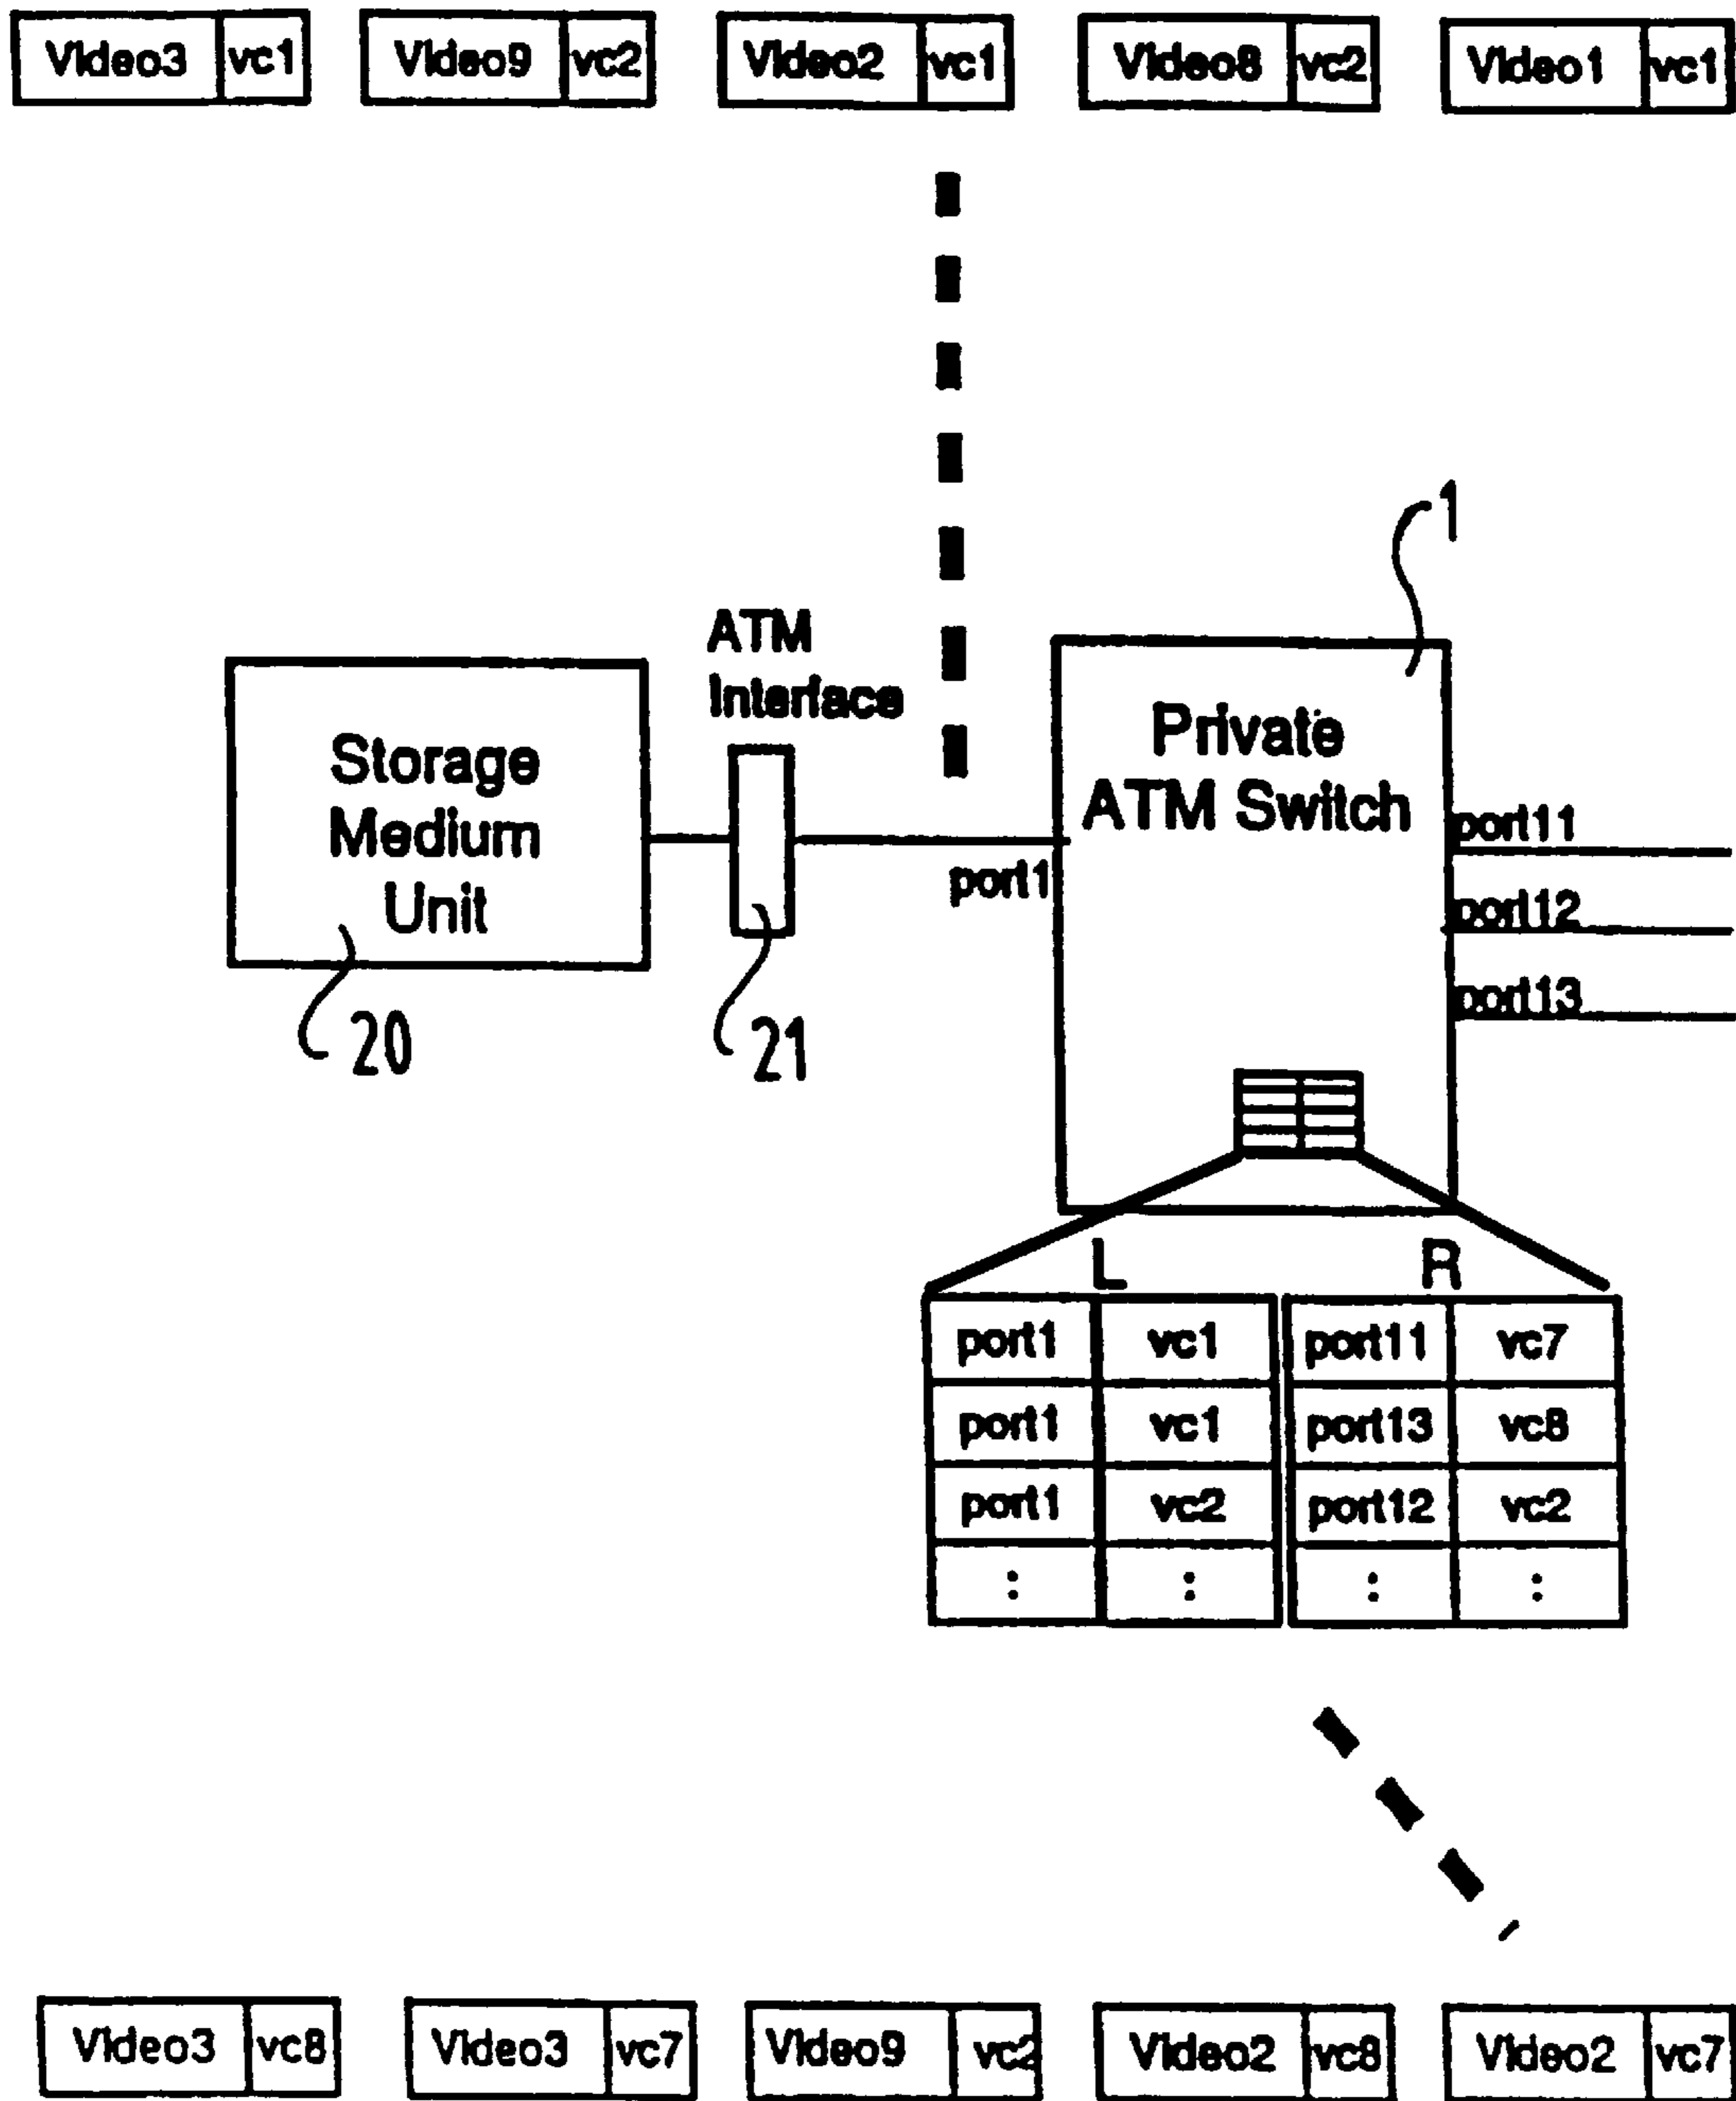 Video3 vc1 Video9 vc2 Video2 vc1 Video8 vc2 Video1 vc1
1
ATM
Interface
Storage
Medium
Unit
Private
ATM Switch
port1
port11
port12
port13
20
21
L R
port1 vc1 port11 vc7
port1 vc1 port13 vc8
port1 vc2 port12 vc2
: : : :
Video3 vc8 Video3 vc7 Video9 vc2 Video2 vc8 Video2 vc7